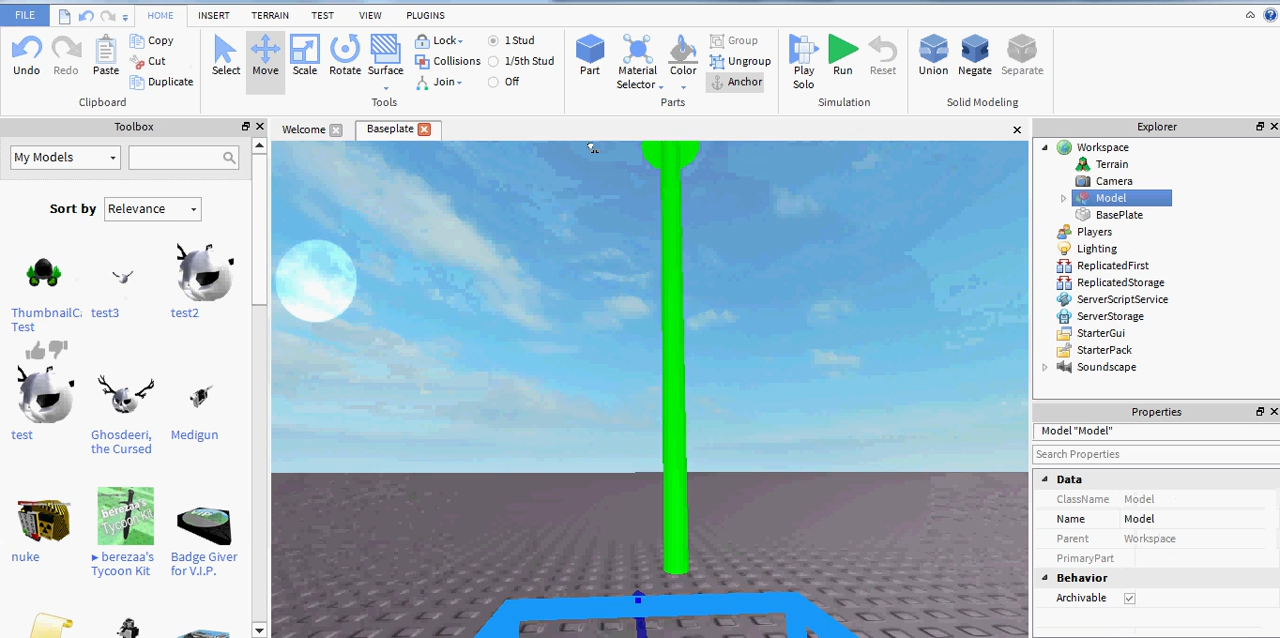 FILE HOME INSERT TERRAIN TEST VIEW PLUGINS
Undo Redo Paste Copy Cut Duplicate
Clipboard
Select Move Scale Rotate Surface Lock Collisions Join 1 Stud 1/5th Stud Off
Tools
Part Material Selector Color Group Ungroup Anchor
Parts
Play Solo Run Reset
Simulation
Union Negate Separate
Solid Modeling
Toolbox
My Models
Sort by Relevance
ThumbnailCa Test
test3
test2
test
Ghosdeeri, the Cursed
Medigun
nuke
berezaa's Tycoon Kit
▸ berezaa's Tycoon Kit
Badge Giver for V.I.P.
Welcome
Baseplate
Explorer
Workspace
Terrain
Camera
Model
BasePlate
Players
Lighting
ReplicatedFirst
ReplicatedStorage
ServerScriptService
ServerStorage
StarterGui
StarterPack
Soundscape
Properties
Model "Model"
Search Properties
Data
ClassName Model
Name Model
Parent Workspace
PrimaryPart
Behavior
Archivable